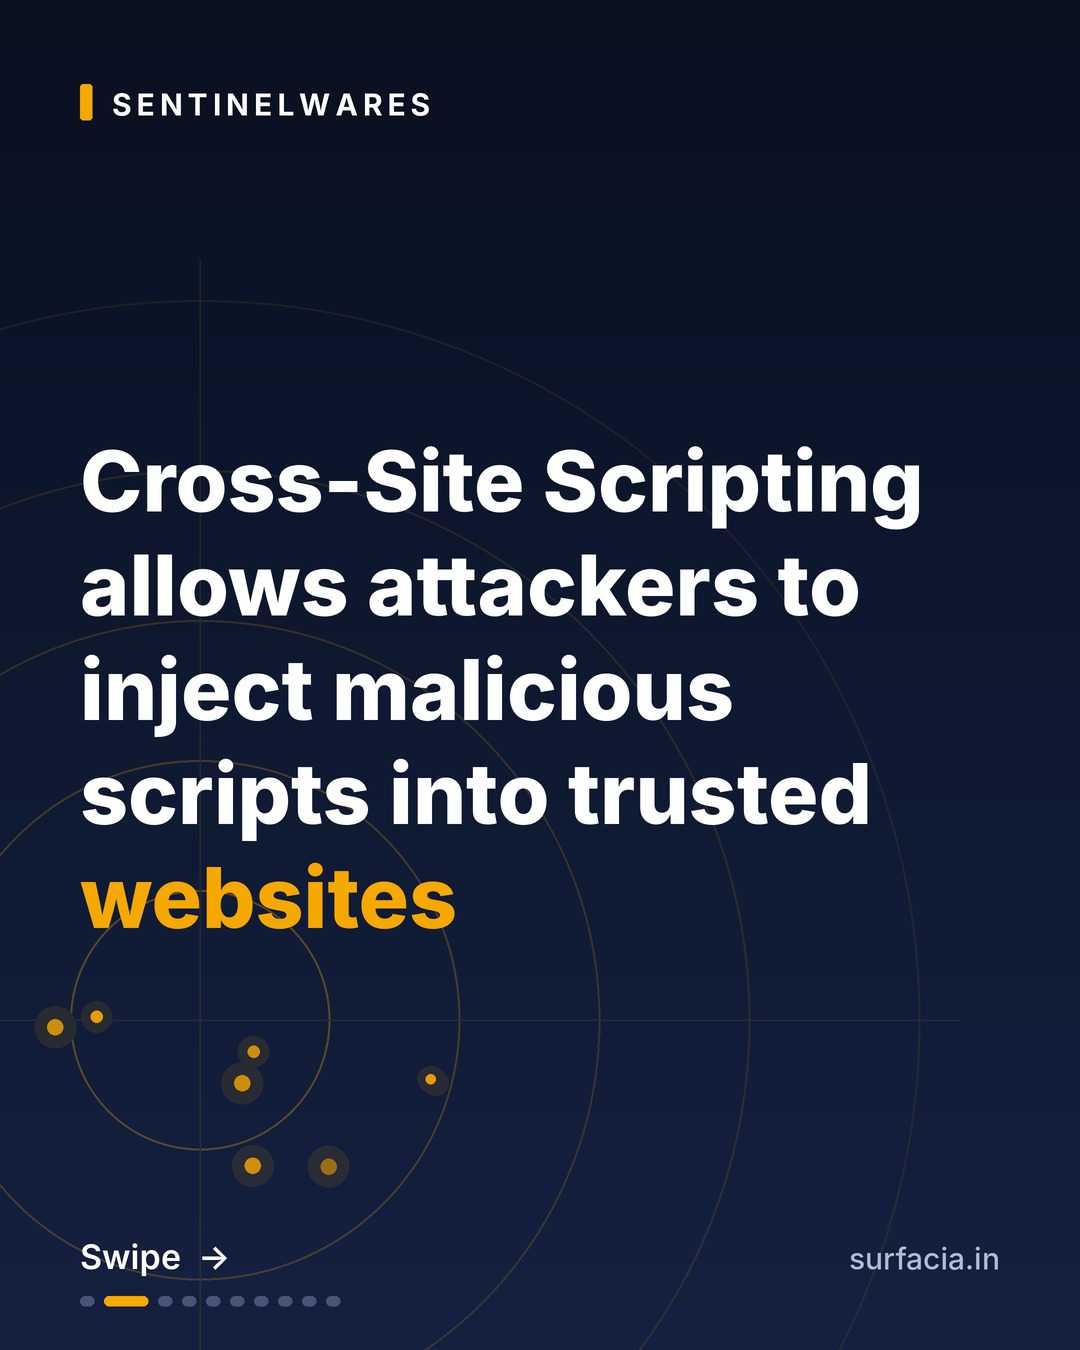 SENTINELWARES
Cross-Site Scripting
allows attackers to
inject malicious
scripts into trusted
websites
Swipe →
surfacia.in